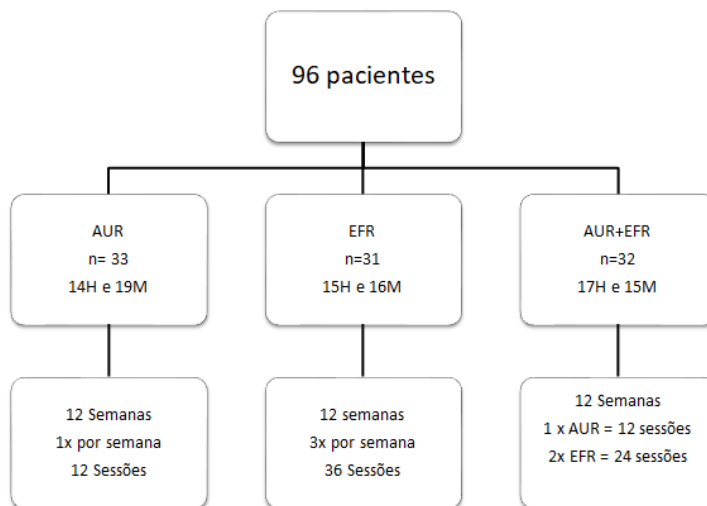 96 pacientes
AUR
n= 33
14H e 19M
EFR
n=31
15H e 16M
AUR+EFR
n=32
17H e 15M
12 Semanas
1x por semana
12 Sessões
12 semanas
3x por semana
36 Sessões
12 Semanas
1 x AUR = 12 sessões
2x EFR = 24 sessões